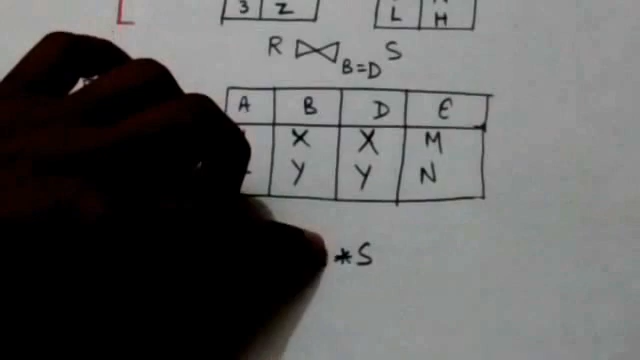 3 Z L H
R ⋈ B=D S
A B D E
X X M
Y Y N
*S